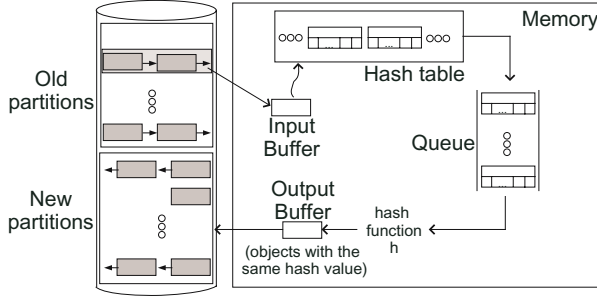 Memory
Hash table
Old
partitions
Input
Buffer
Queue
New
partitions
Output
Buffer
(objects with the
same hash value)
hash
function
h